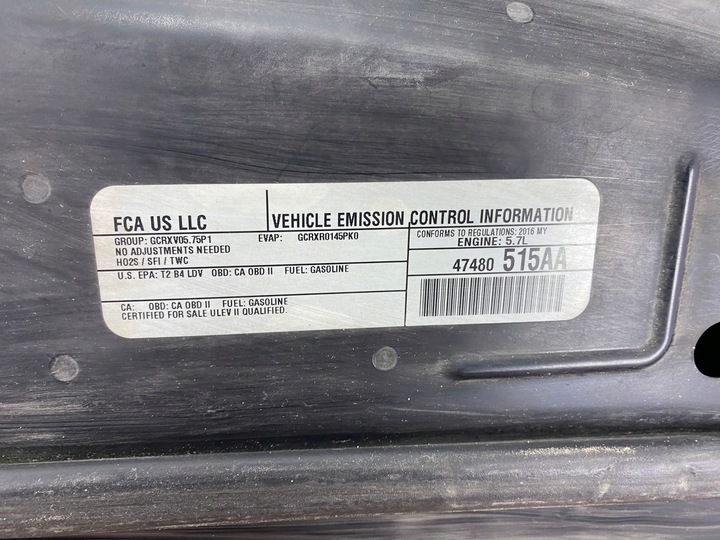 FCA US LLC
VEHICLE EMISSION CONTROL INFORMATION
GROUP: GCRXV05.75P1 EVAP: GCRXR0145PK0
NO ADJUSTMENTS NEEDED
HO2S / SFI / TWC
CONFORMS TO REGULATIONS: 2016 MY
ENGINE: 5.7L
U.S. EPA: T2 B4 LDV OBD: CA OBD II FUEL: GASOLINE
47480 515AA
CA: OBD: CA OBD II FUEL: GASOLINE
CERTIFIED FOR SALE ULEV II QUALIFIED.